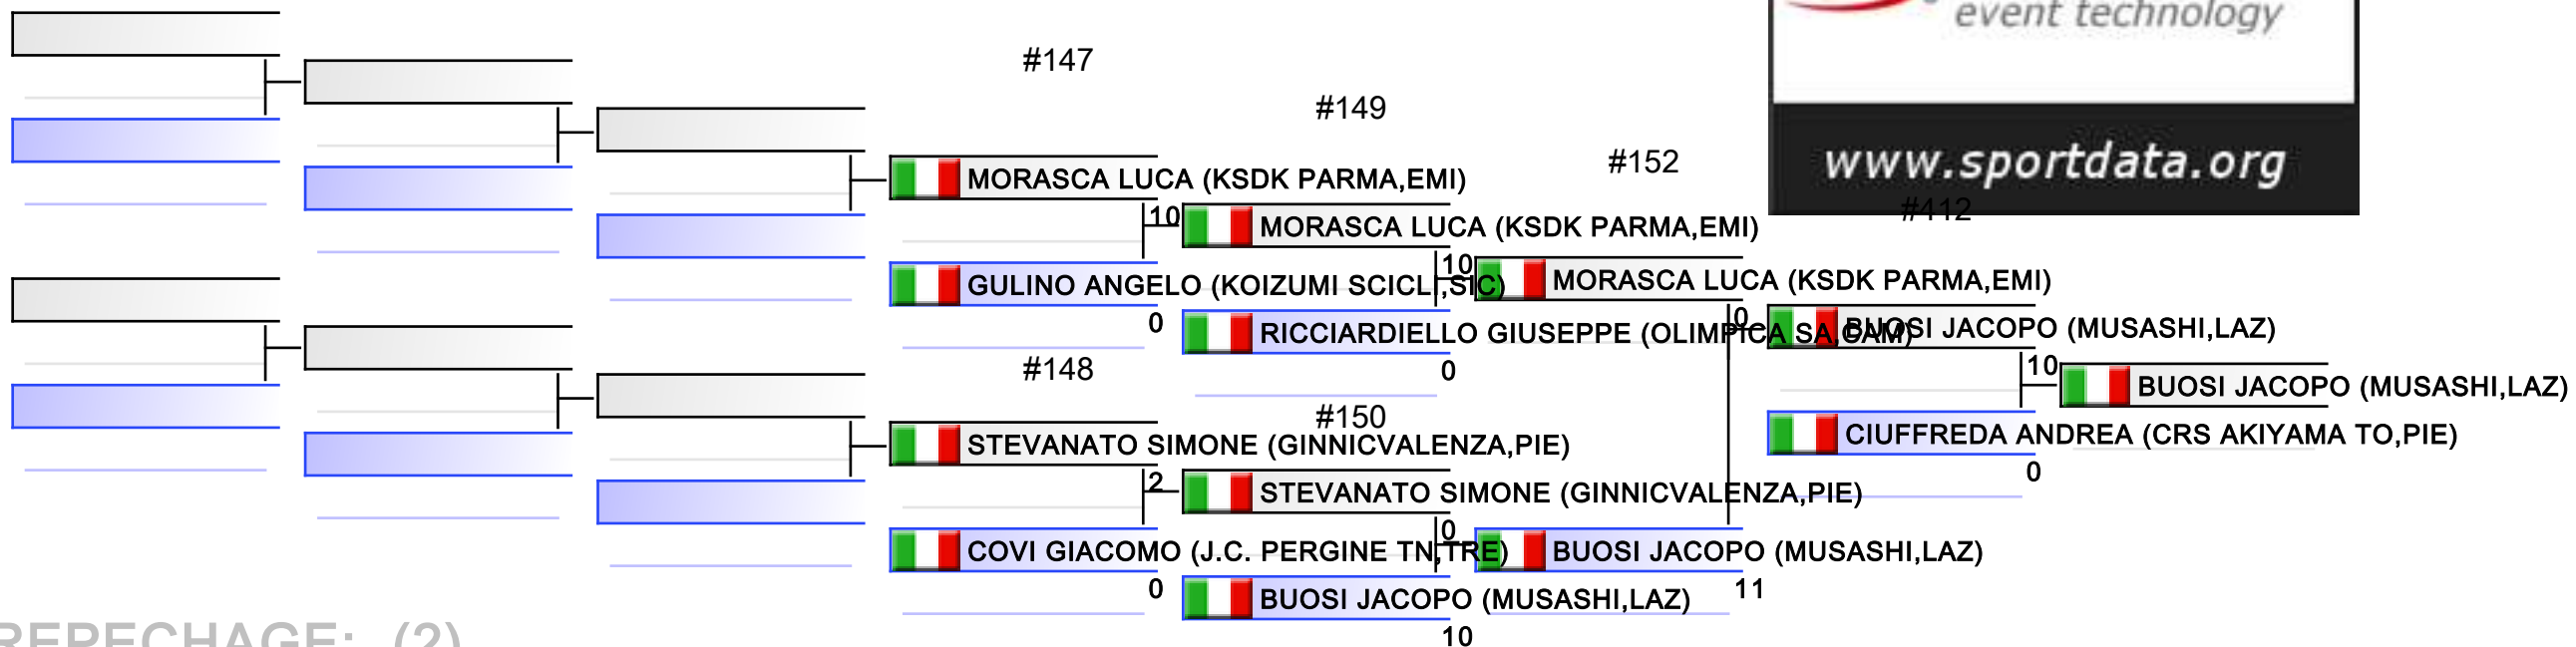 event technology
www.sportdata.org
#147
#149
#152
#412
MORASCA LUCA (KSDK PARMA,EMI)
10
MORASCA LUCA (KSDK PARMA,EMI)
GULINO ANGELO (KOIZUMI SCICLI,SIC)
0
10
MORASCA LUCA (KSDK PARMA,EMI)
RICCIARDIELLO GIUSEPPE (OLIMPICA SA,CAM)
0
0
BUOSI JACOPO (MUSASHI,LAZ)
10
BUOSI JACOPO (MUSASHI,LAZ)
CIUFFREDA ANDREA (CRS AKIYAMA TO,PIE)
0
#148
#150
STEVANATO SIMONE (GINNICVALENZA,PIE)
2
STEVANATO SIMONE (GINNICVALENZA,PIE)
COVI GIACOMO (J.C. PERGINE TN,TRE)
0
0
BUOSI JACOPO (MUSASHI,LAZ)
11
BUOSI JACOPO (MUSASHI,LAZ)
10
REPECHAGE: (2)